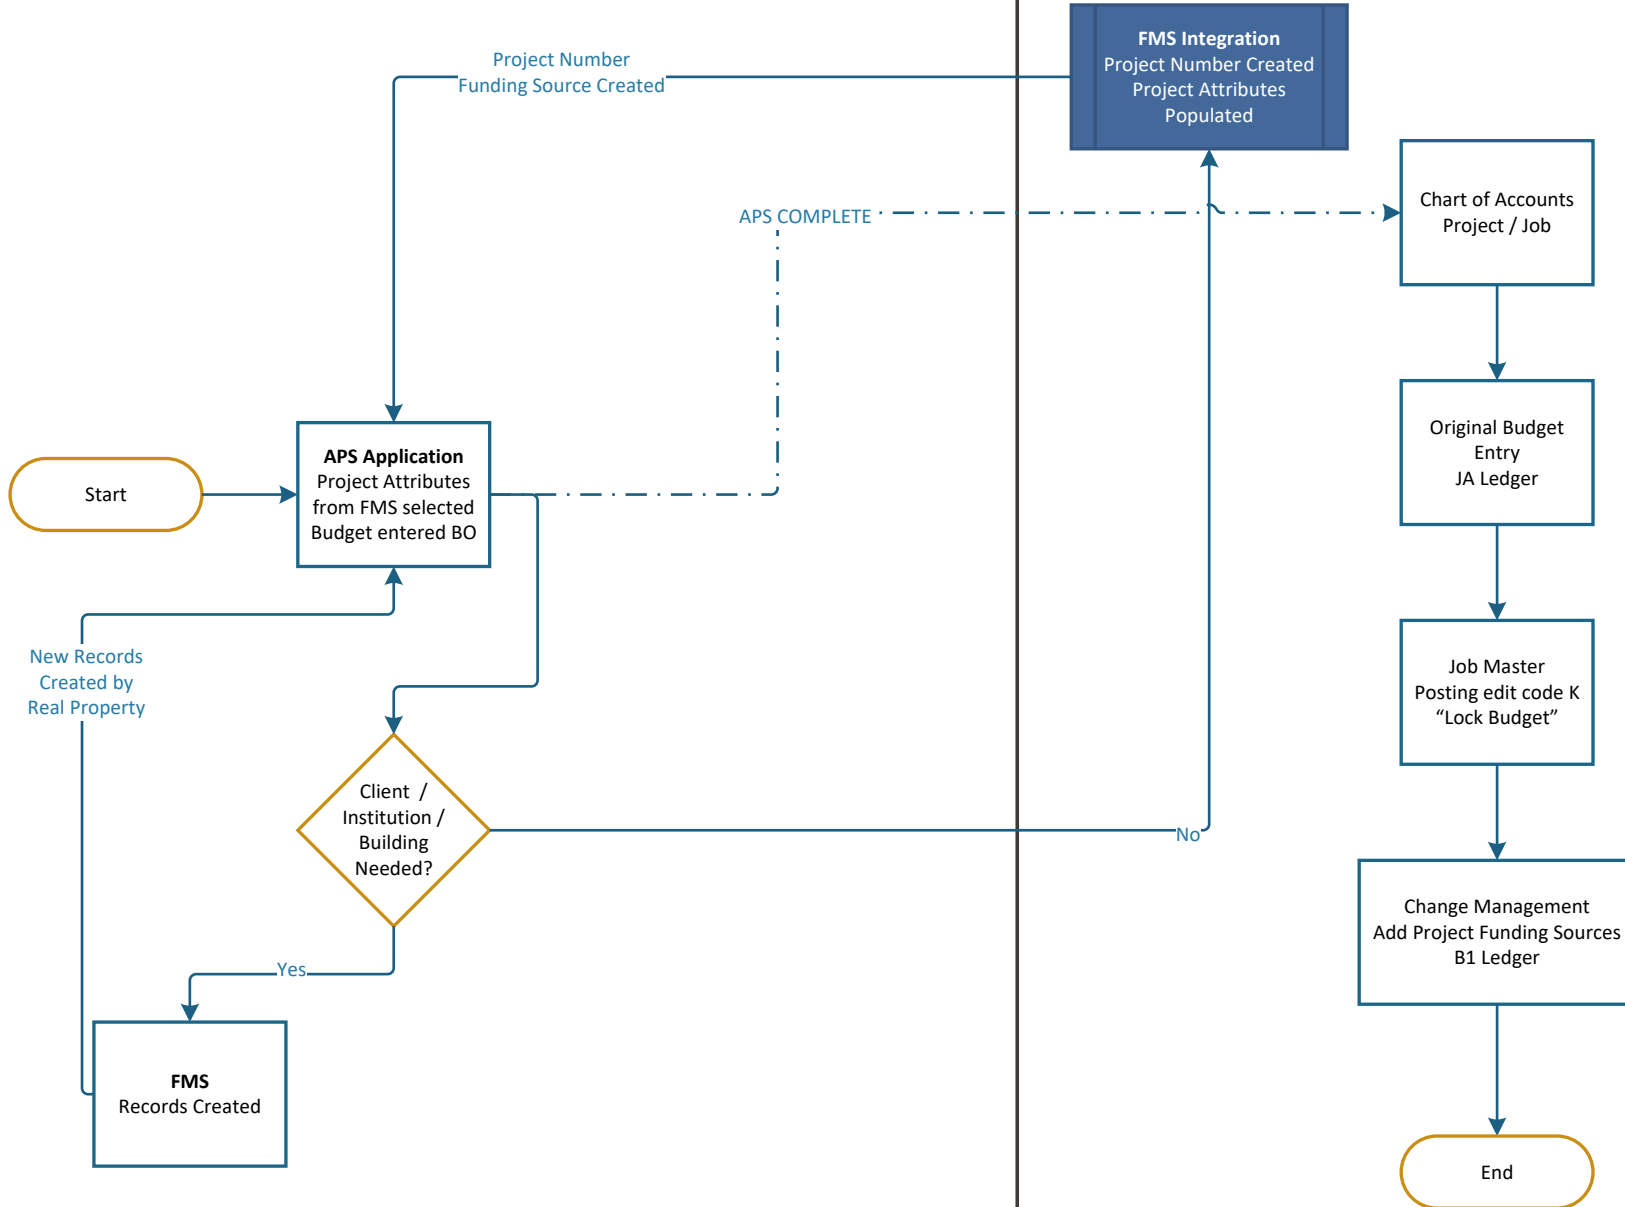 FMS Integration
Project Number Created
Project Attributes
Populated
Project Number
Funding Source Created
Chart of Accounts
Project / Job
APS COMPLETE
Original Budget
Entry
JA Ledger
Start
APS Application
Project Attributes
from FMS selected
Budget entered BO
New Records
Created by
Real Property
Job Master
Posting edit code K
“Lock Budget”
Client /
Institution /
Building
Needed?
No
Change Management
Add Project Funding Sources
B1 Ledger
Yes
FMS
Records Created
End